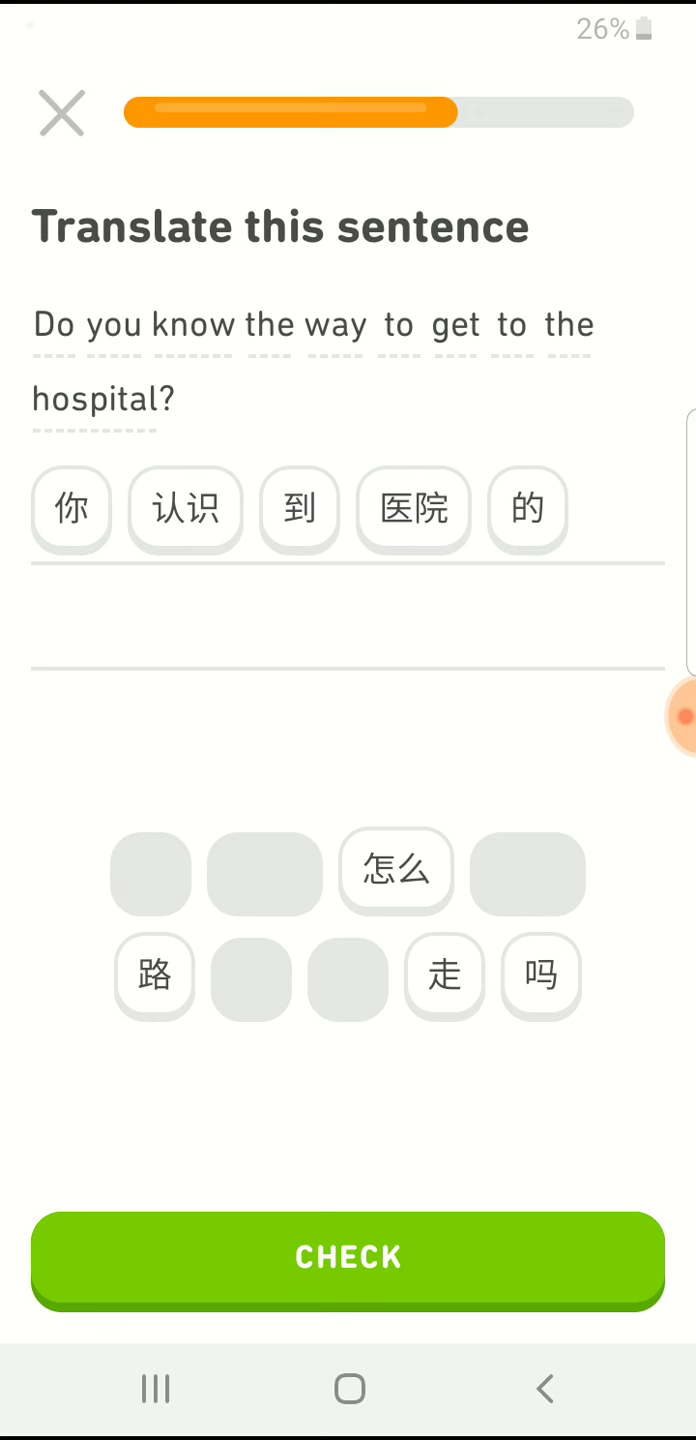 26%
Translate this sentence
Do you know the way to get to the
hospital?
你 认识 到 医院 的
怎么
路 走 吗
CHECK